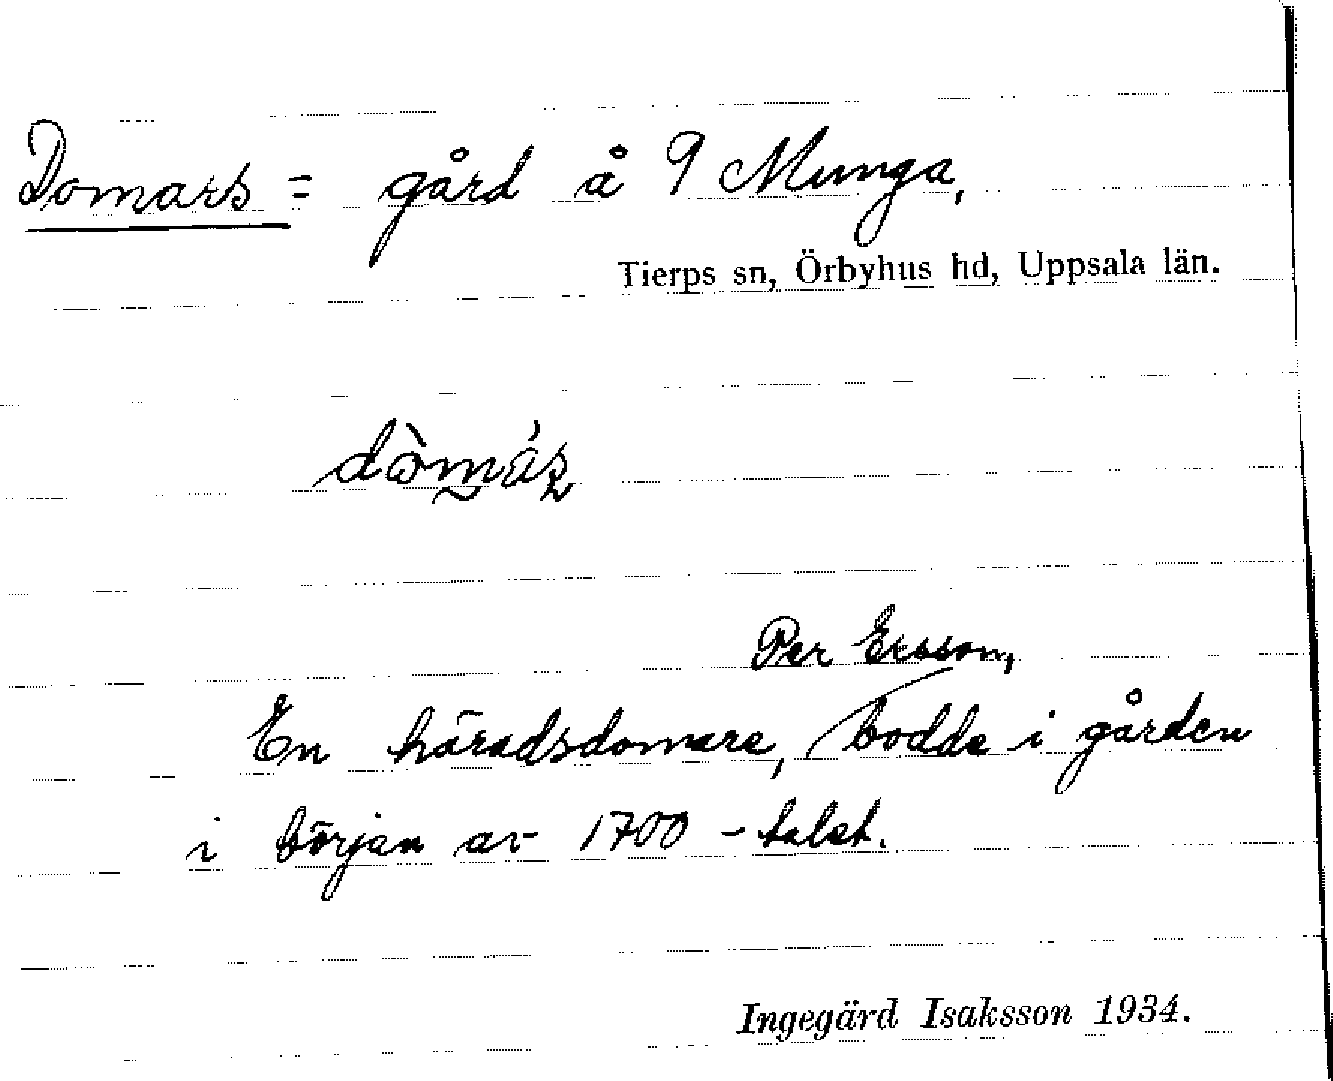 Domars = gård å 9 Munga,
Tierps sn, Örbyhus hd, Uppsala län.
Per Ersson,
En häradsdomare, bodde i gården
i början av 1700-talet.
Ingegärd Isaksson 1934.